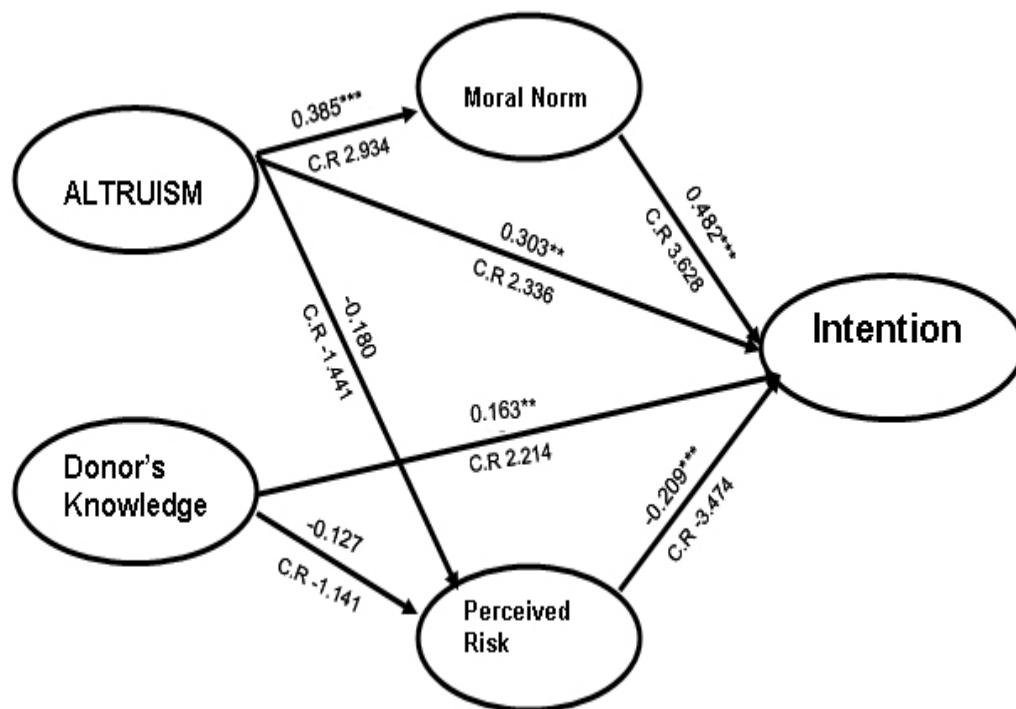 Moral Norm
0.385***
C.R 2.934
ALTRUISM
0.482***
C.R 3.628
0.303**
C.R 2.336
-0.180
C.R -1.441
Intention
0.163**
C.R 2.214
Donor's
Knowledge
-0.209***
C.R -3.474
-0.127
C.R -1.141
Perceived
Risk